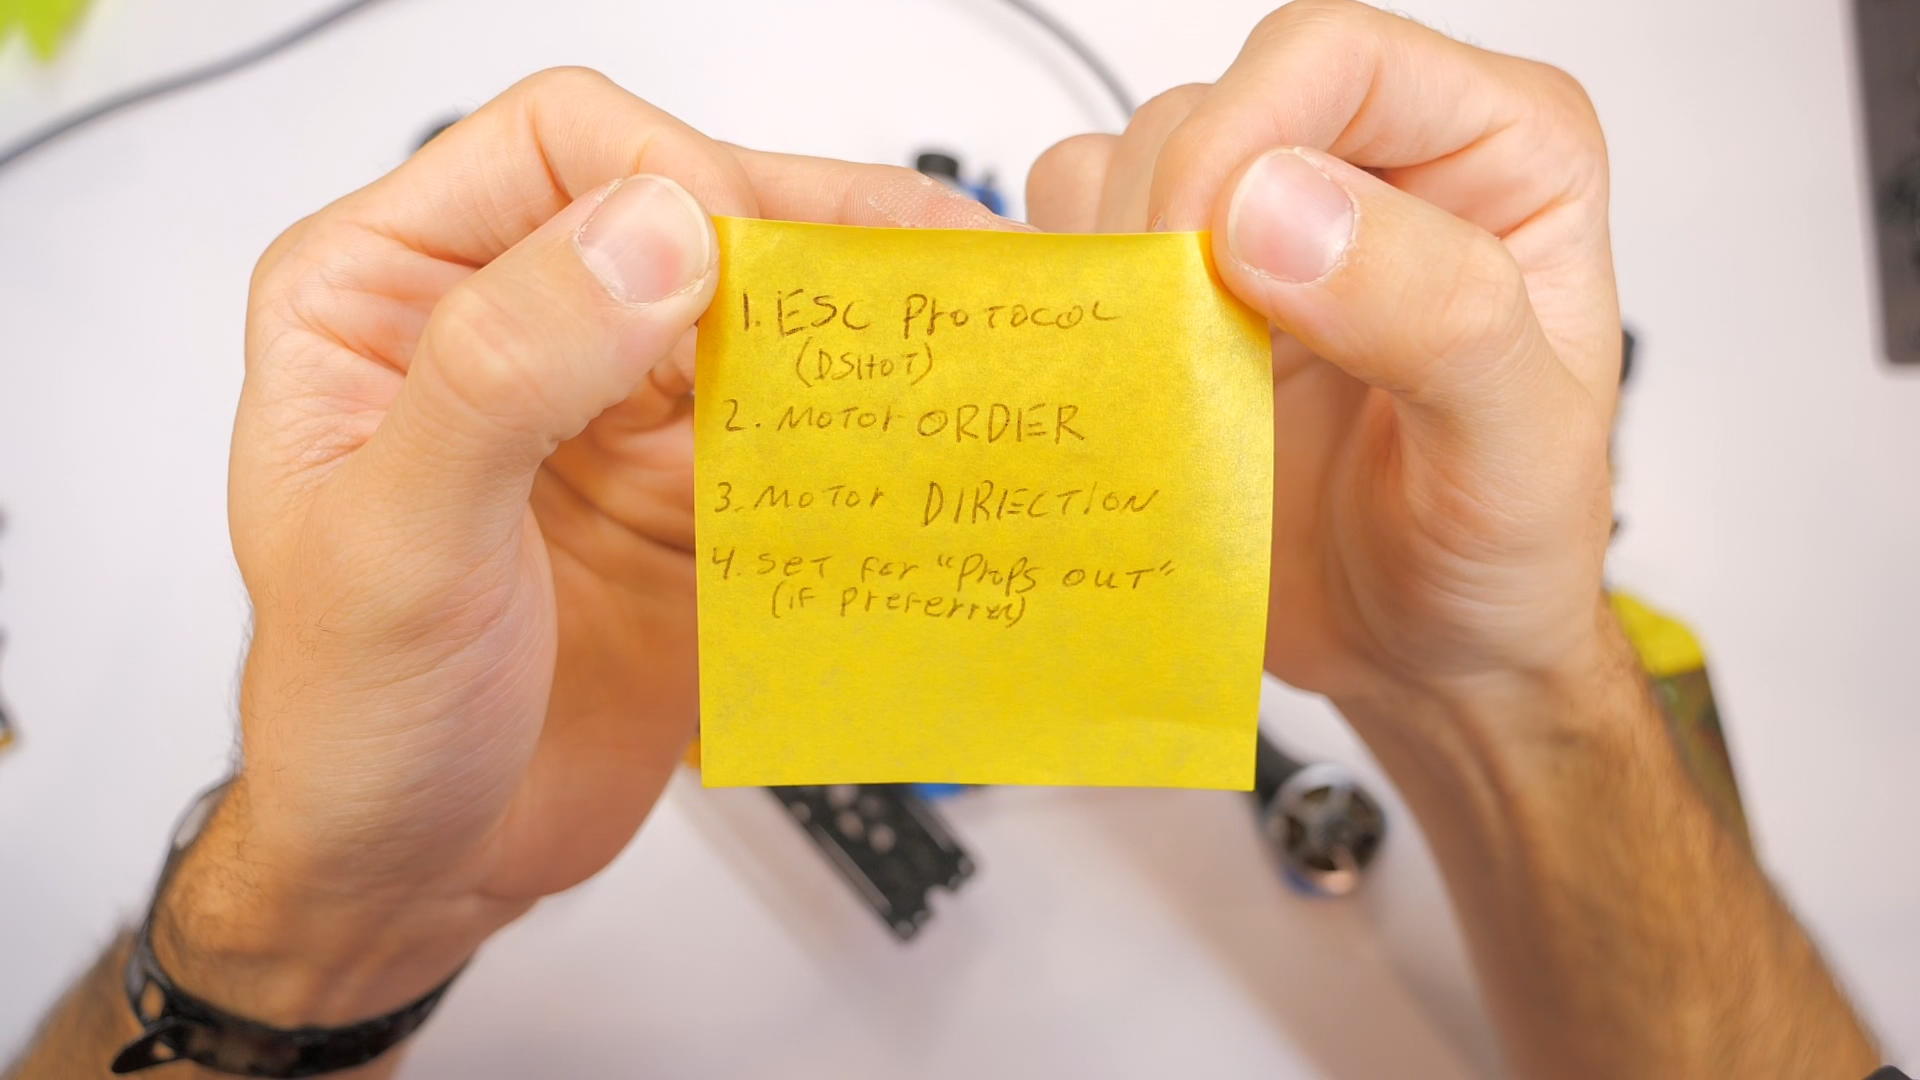 1. ESC ProTOCOL
(DSHOT)
2. MoTor ORDER
3. MoTor DIRECTION
4. SeT For "Props OUT"
(iF PreFerred)